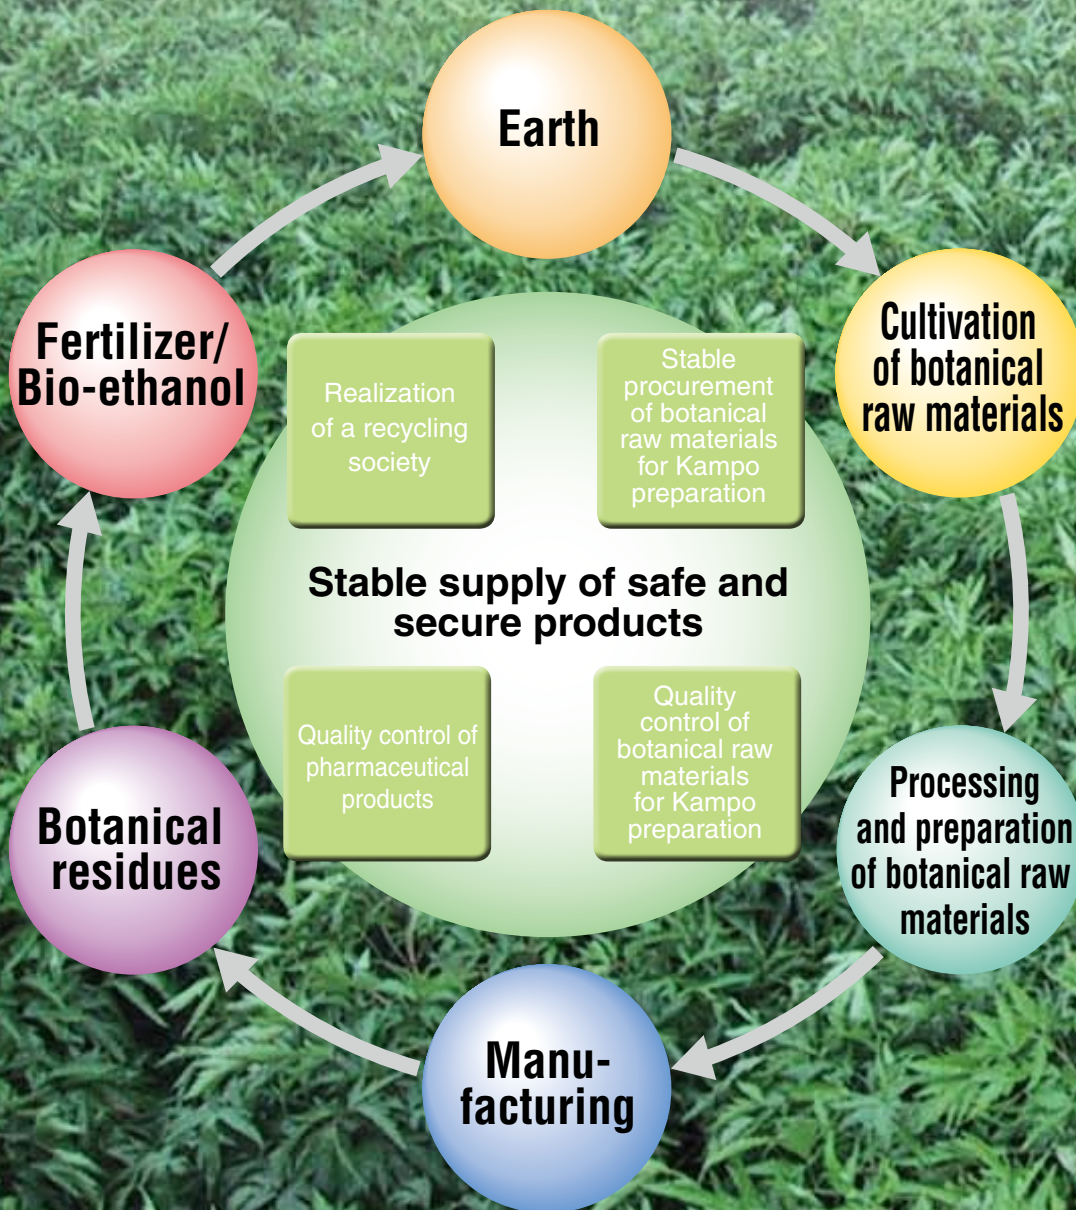 Earth
Fertilizer/
Bio-ethanol
Cultivation
of botanical
raw materials
Realization
of a recycling
society
Stable
procurement
of botanical
raw materials
for Kampo
preparation
Stable supply of safe and
secure products
Quality control of
pharmaceutical
products
Quality
control of
botanical raw
materials
for Kampo
preparation
Botanical
residues
Processing
and preparation
of botanical raw
materials
Manu-
facturing